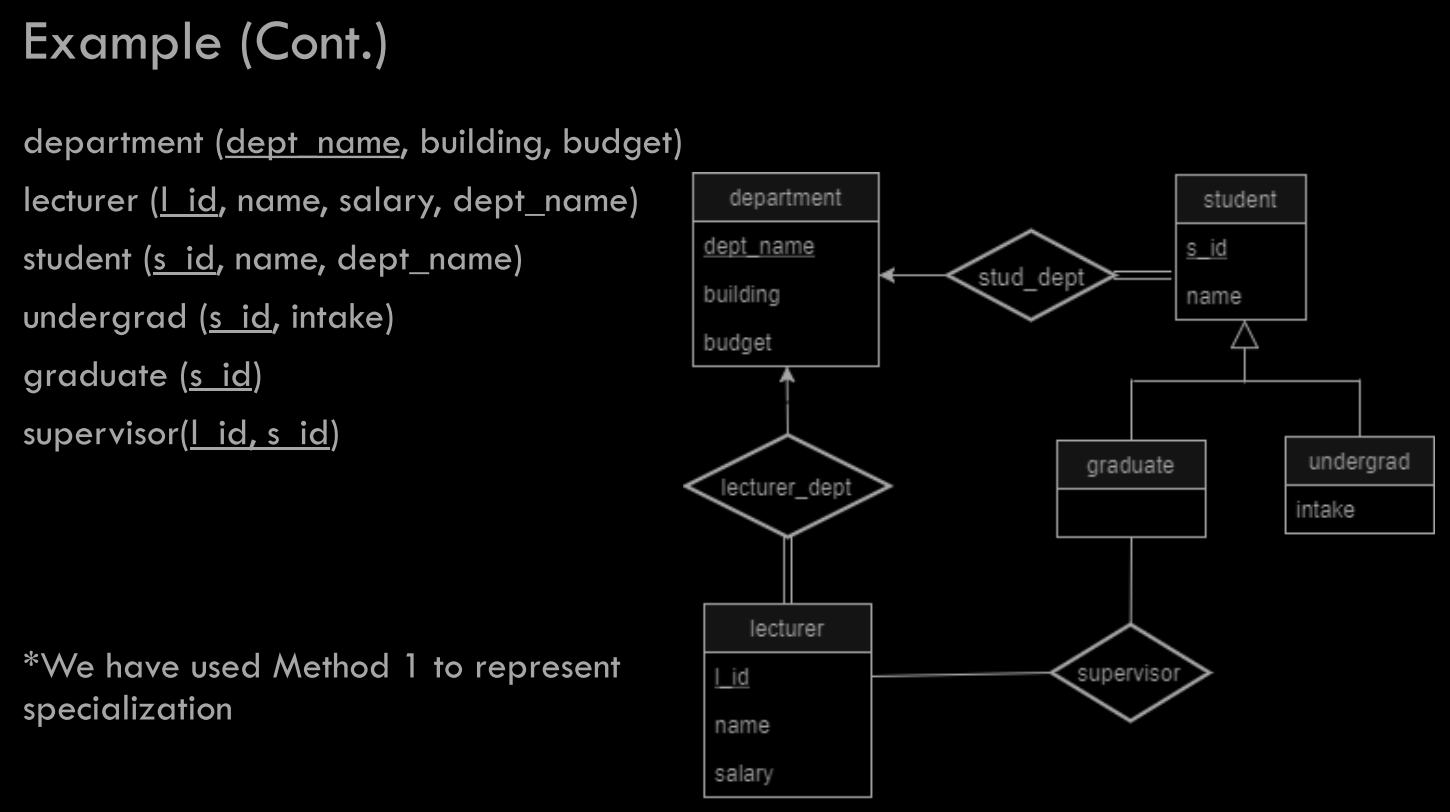 Example (Cont.)
department (dept_name, building, budget)
lecturer (l_id, name, salary, dept_name)
student (s_id, name, dept_name)
undergrad (s_id, intake)
graduate (s_id)
supervisor(l_id, s_id)
*We have used Method 1 to represent
specialization
department
dept_name
building
budget
stud_dept
student
s_id
name
graduate
undergrad
intake
lecturer_dept
lecturer
l_id
name
salary
supervisor